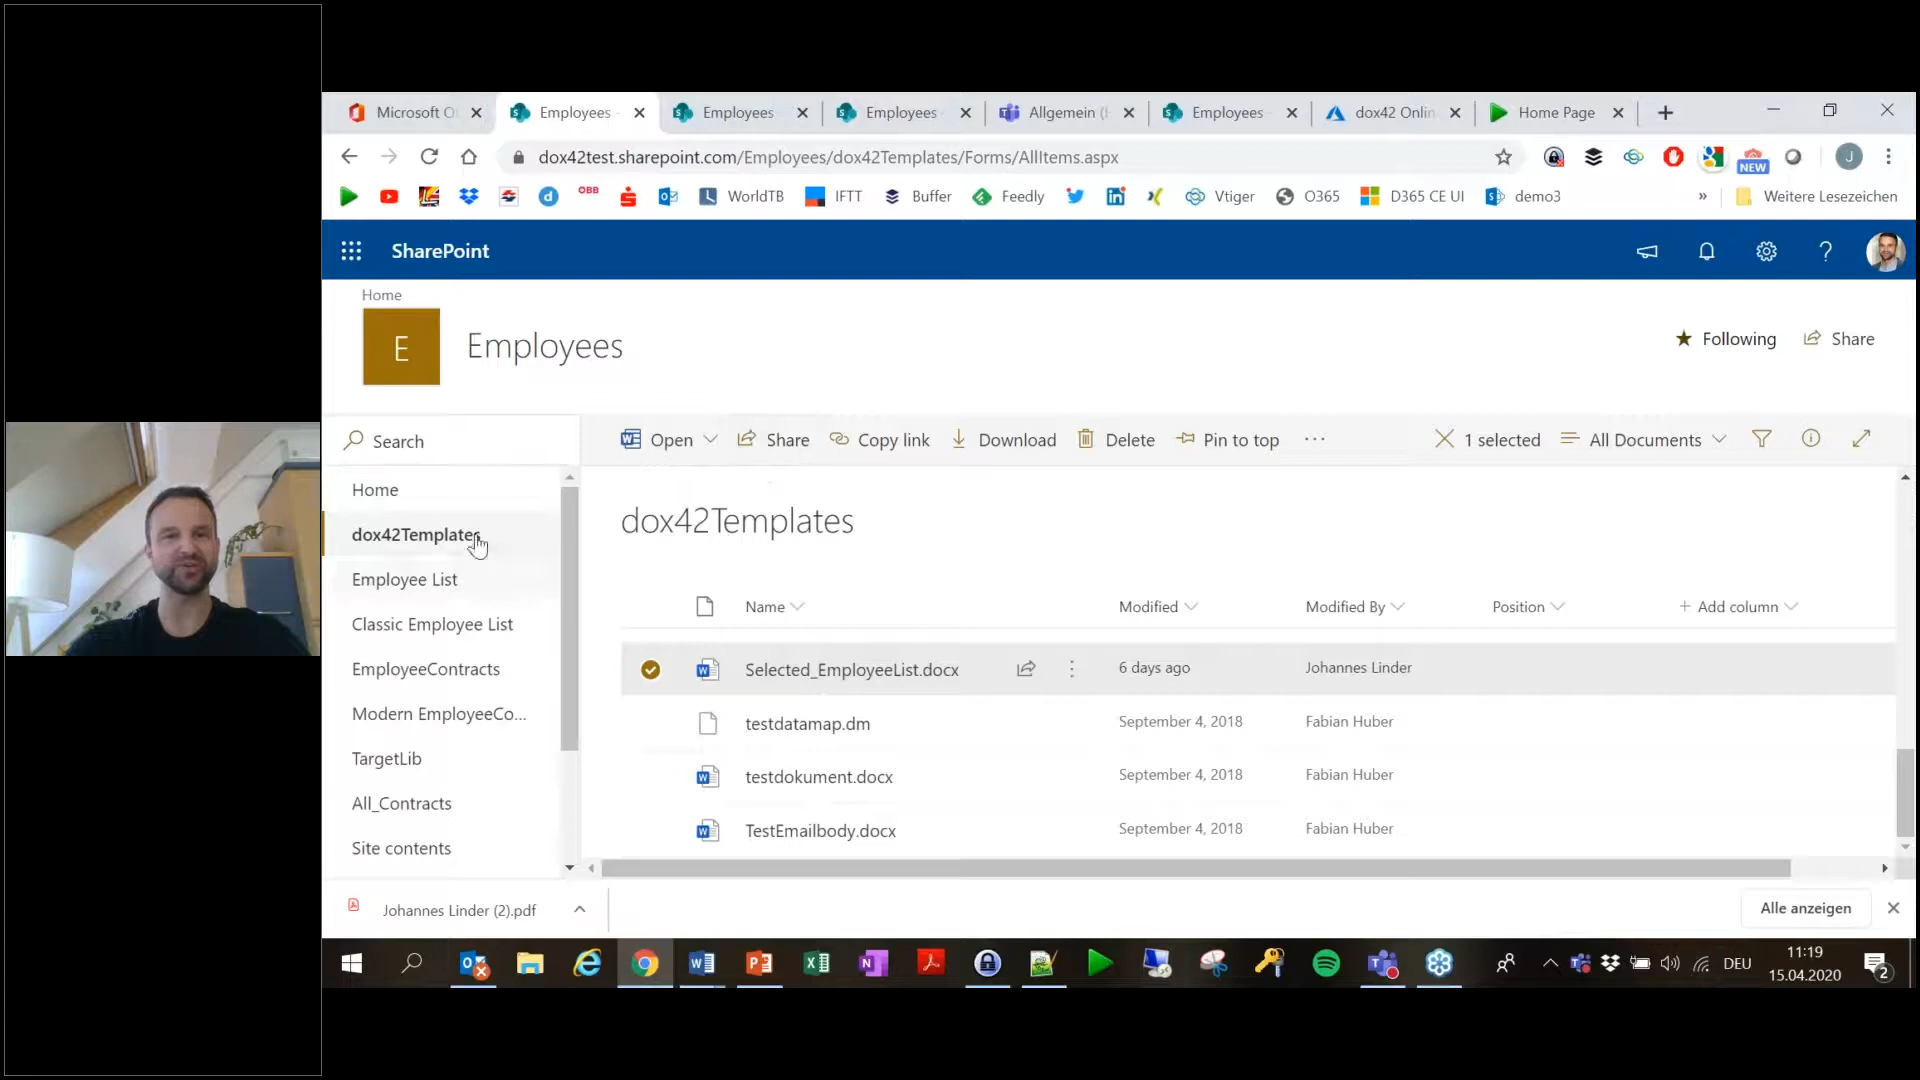 Microsoft O
Employees -
Employees
Employees
Allgemein (
Employees
dox42 Onlin
Home Page
dox42test.sharepoint.com/Employees/dox42Templates/Forms/AllItems.aspx
NEW
J
ÖBB
WorldTB
IFTT
Buffer
Feedly
Vtiger
O365
D365 CE UI
demo3
»
Weitere Lesezeichen
SharePoint
?
Home
E
Employees
Following
Share
Search
Open
Share
Copy link
Download
Delete
Pin to top
1 selected
All Documents
Home
dox42Templates
Employee List
Classic Employee List
EmployeeContracts
Modern EmployeeCo...
TargetLib
All_Contracts
Site contents
dox42Templates
Name
Modified
Modified By
Position
+ Add column
Selected_EmployeeList.docx
6 days ago
Johannes Linder
testdatamap.dm
September 4, 2018
Fabian Huber
testdokument.docx
September 4, 2018
Fabian Huber
TestEmailbody.docx
September 4, 2018
Fabian Huber
Johannes Linder (2).pdf
Alle anzeigen
DEU
11:19
15.04.2020
2